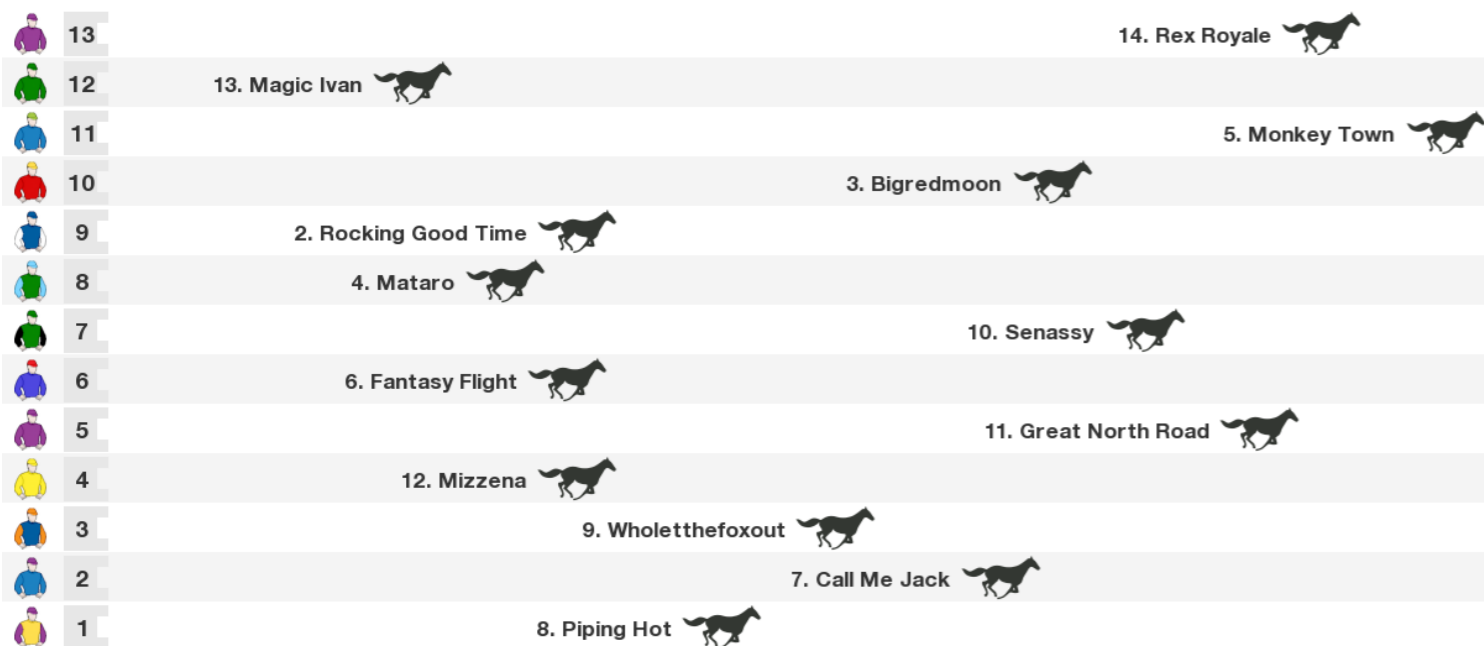 13 14. Rex Royale
12 13. Magic Ivan
11 5. Monkey Town
10 3. Bigredmoon
9 2. Rocking Good Time
8 4. Mataro
7 10. Senassy
6 6. Fantasy Flight
5 11. Great North Road
4 12. Mizzena
3 9. Wholetthefoxout
2 7. Call Me Jack
1 8. Piping Hot